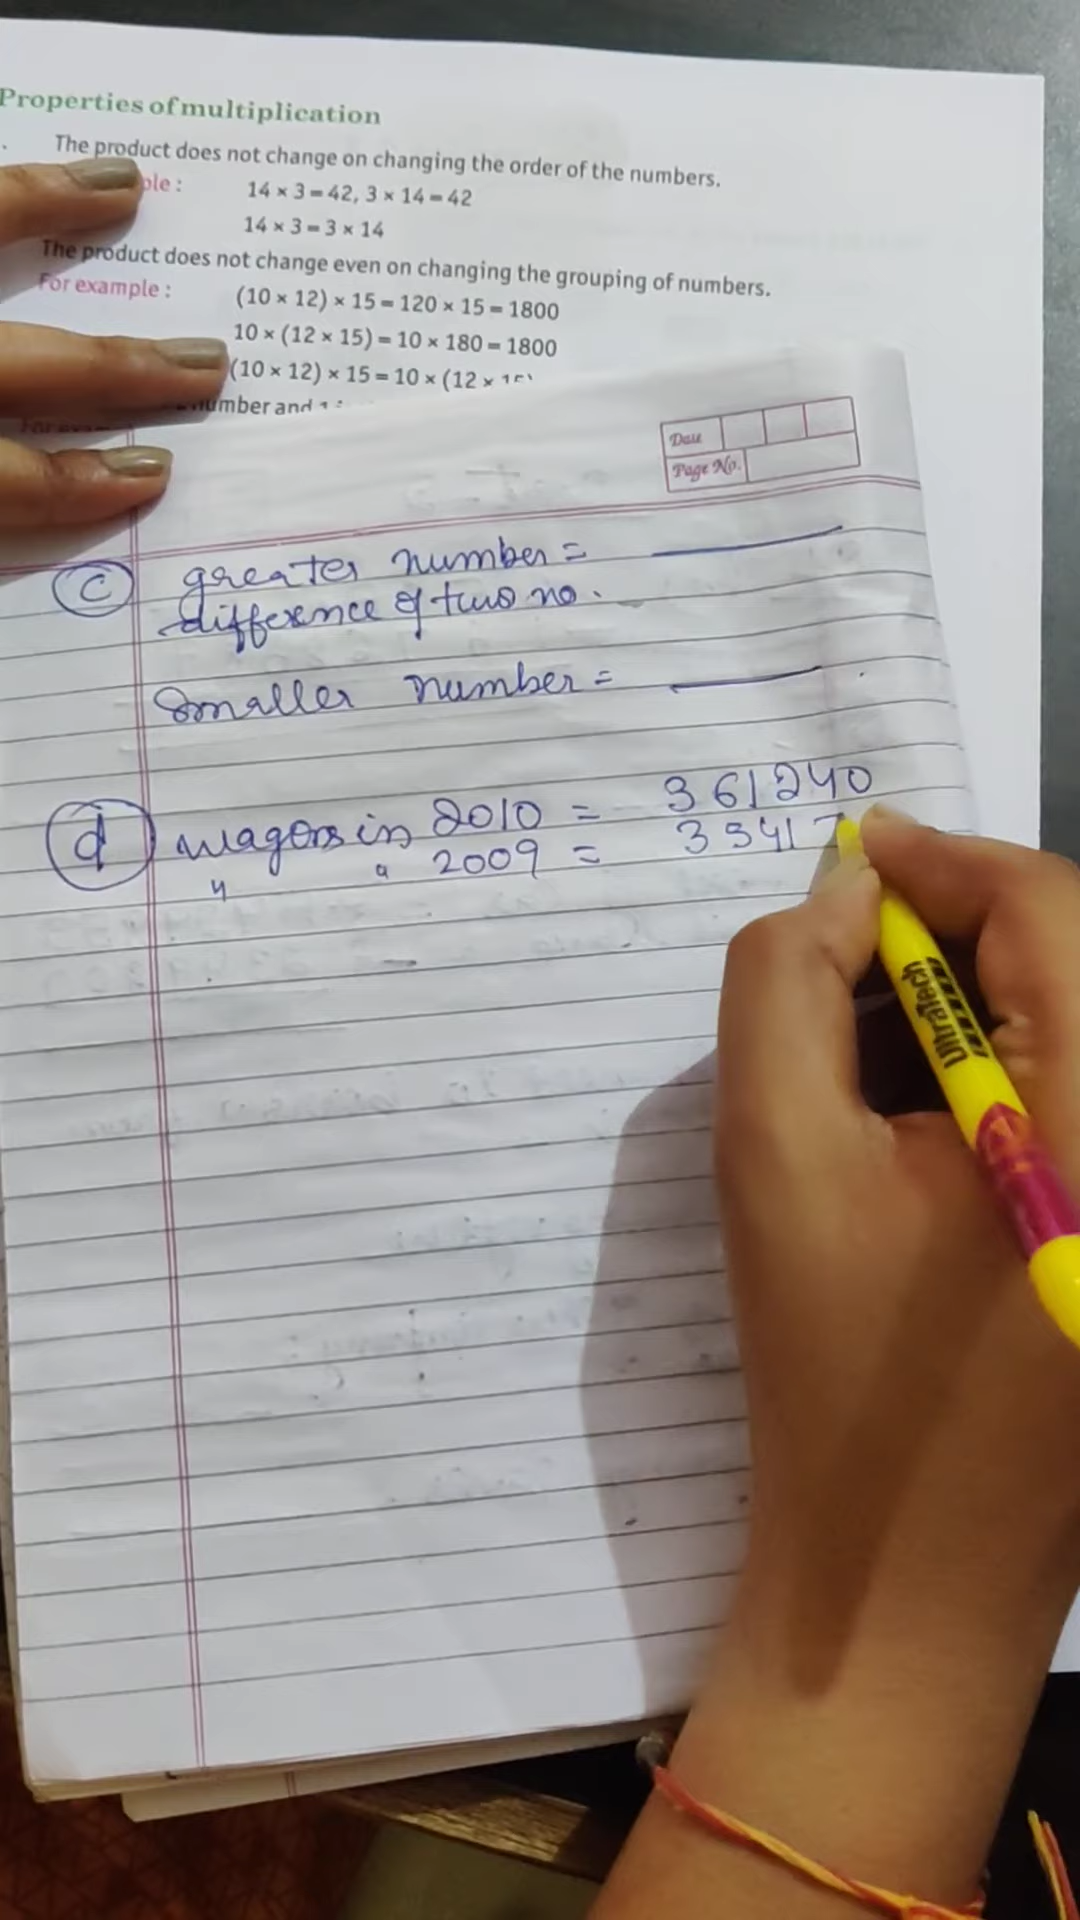 Properties of multiplication
The product does not change on changing the order of the numbers.
ple : 14 × 3 = 42, 3 × 14 = 42
14 × 3 = 3 × 14
The product does not change even on changing the grouping of numbers.
For example : (10 × 12) × 15 = 120 × 15 = 1800
10 × (12 × 15) = 10 × 180 = 1800
(10 × 12) × 15 = 10 × (12 × 15)
number and
Date
Page No.
c greater number =
difference of two no.
Smaller number =
d wagons in 2010 = 361240
" " 2009 = 33417
UltraTech